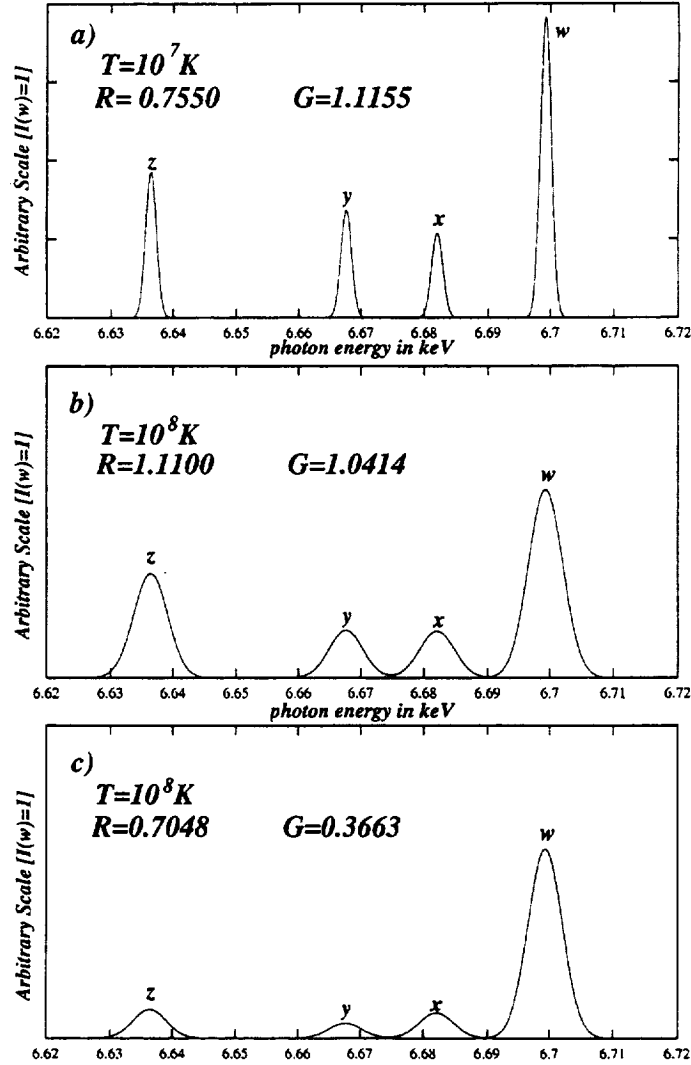 a)
w
T=10⁷K
R= 0.7550 G=1.1155
z
y
x
Arbitrary Scale [I(w)=1]
6.62 6.63 6.64 6.65 6.66 6.67 6.68 6.69 6.7 6.71 6.72
photon energy in keV
b)
T=10⁸K
R=1.1100 G=1.0414
w
z
y
x
Arbitrary Scale [I(w)=1]
6.62 6.63 6.64 6.65 6.66 6.67 6.68 6.69 6.7 6.71 6.72
photon energy in keV
c)
T=10⁸K
R=0.7048 G=0.3663
w
z
y
x
Arbitrary Scale [I(w)=1]
6.62 6.63 6.64 6.65 6.66 6.67 6.68 6.69 6.7 6.71 6.72